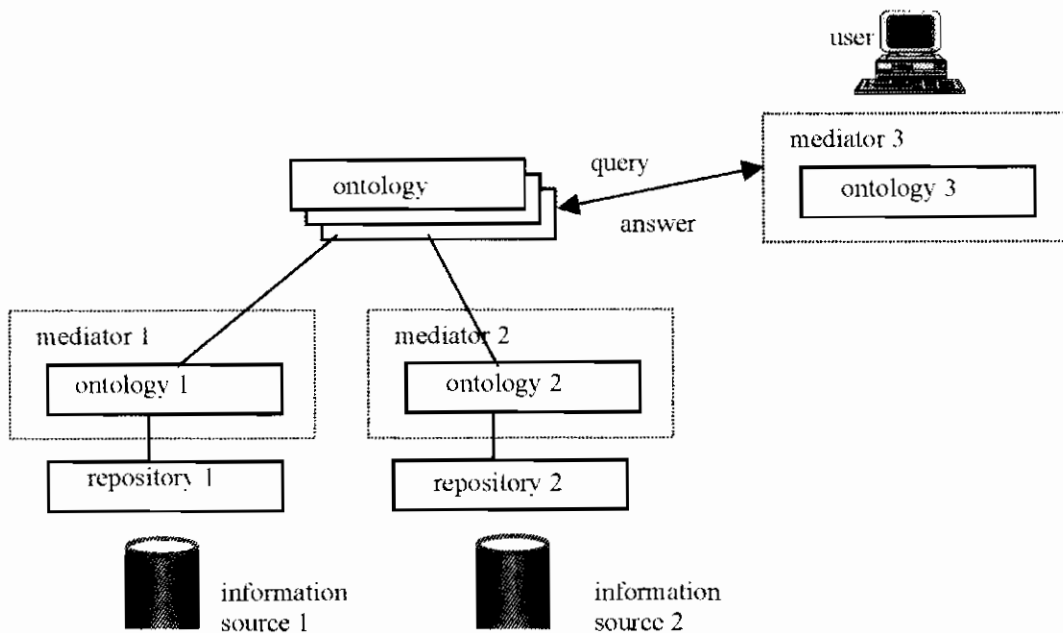 user
mediator 3
query
ontology
ontology 3
answer
mediator 1
mediator 2
ontology 1
ontology 2
repository 1
repository 2
information
source 1
information
source 2